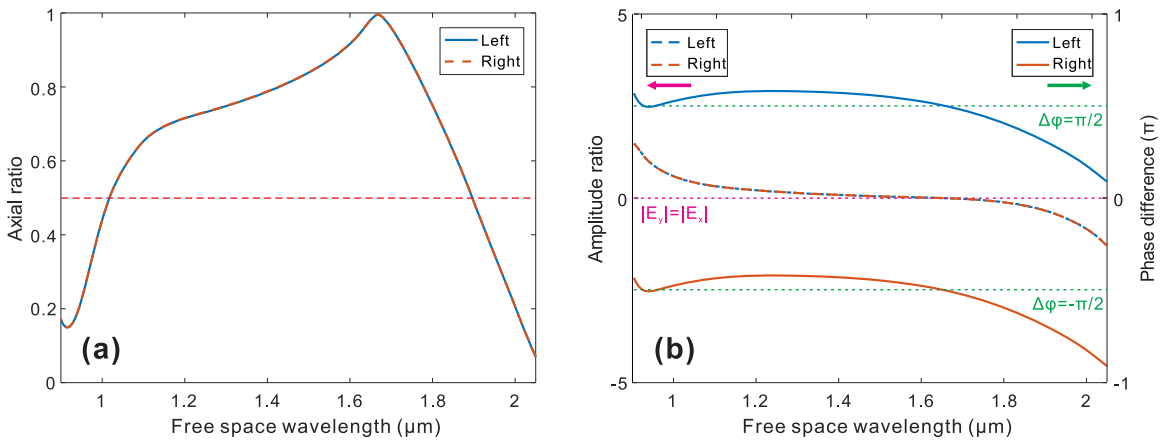 1
0.8
0.6
0.4
0.2
0
Axial ratio
Left
Right
(a)
1
1.2
1.4
1.6
1.8
2
Free space wavelength (μm)
5
0
-5
Amplitude ratio
Left
Right
Left
Right
Δφ=π/2
|E_y|=|E_x|
Δφ=-π/2
(b)
1
0
-1
Phase difference (π)
1
1.2
1.4
1.6
1.8
2
Free space wavelength (μm)